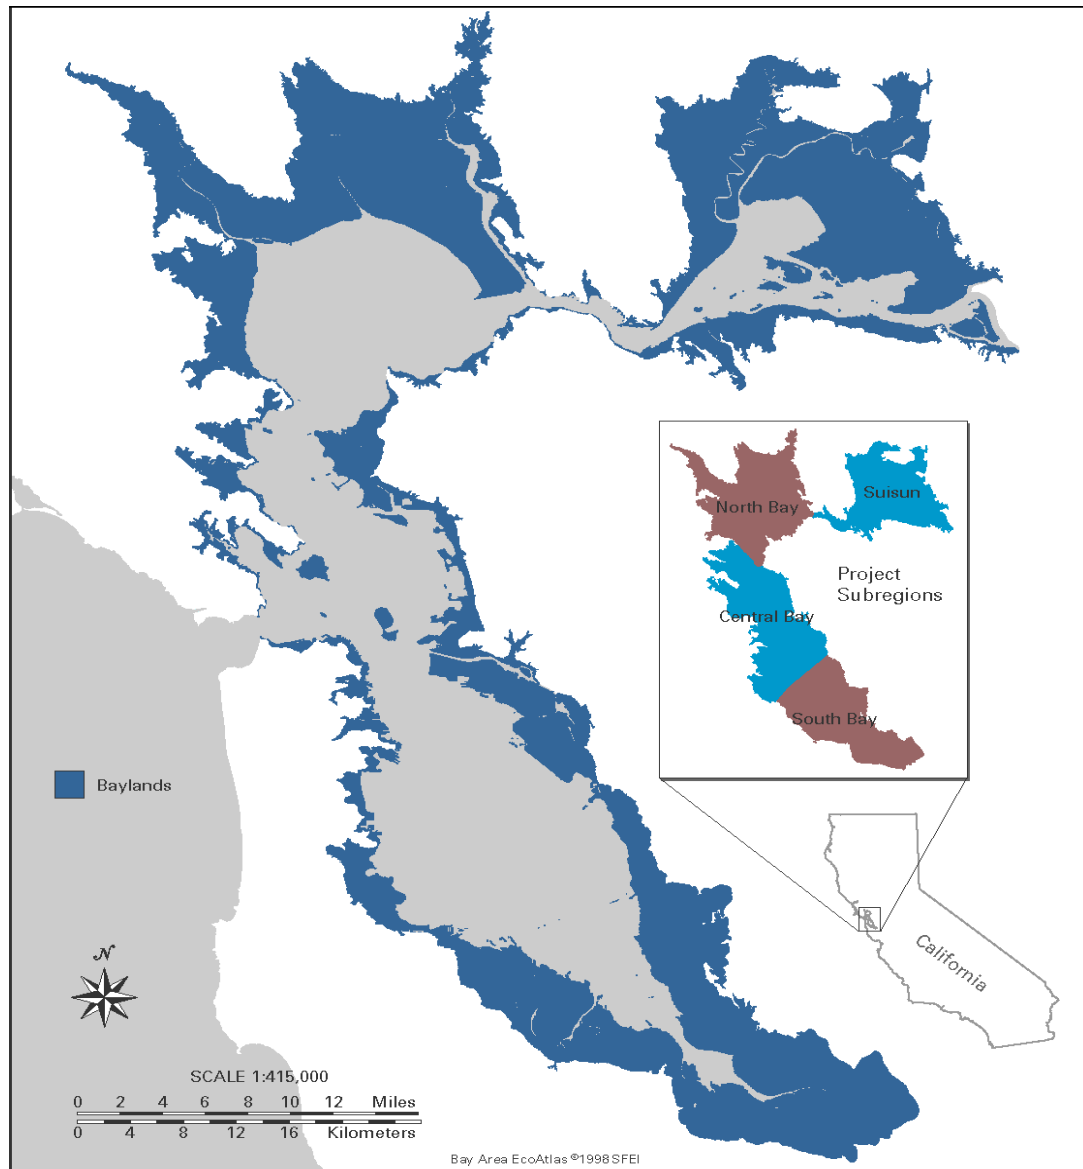 North Bay
Suisun
Project
Subregions
Central Bay
South Bay
Baylands
California
N
SCALE 1:415,000
0 2 4 6 8 10 12 Miles
0 4 8 12 16 Kilometers
Bay Area EcoAtlas ©1998 SFEI